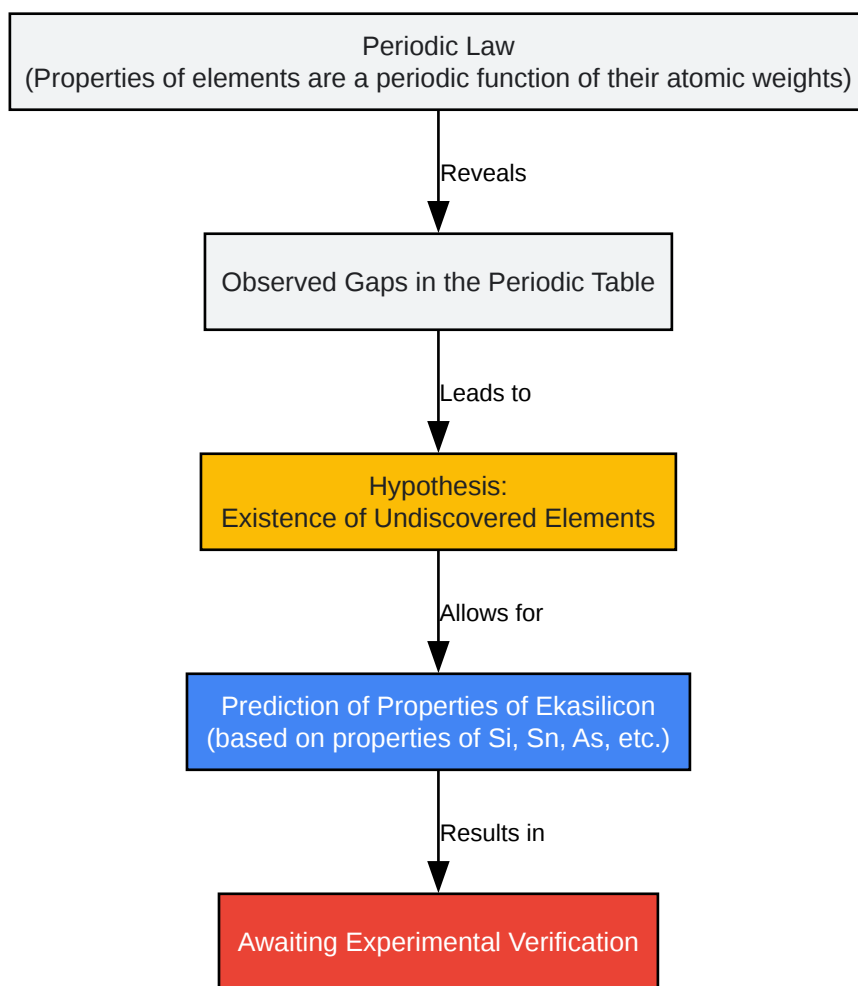 Periodic Law
(Properties of elements are a periodic function of their atomic weights)
Reveals
Observed Gaps in the Periodic Table
Leads to
Hypothesis:
Existence of Undiscovered Elements
Allows for
Prediction of Properties of Ekasilicon
(based on properties of Si, Sn, As, etc.)
Results in
Awaiting Experimental Verification